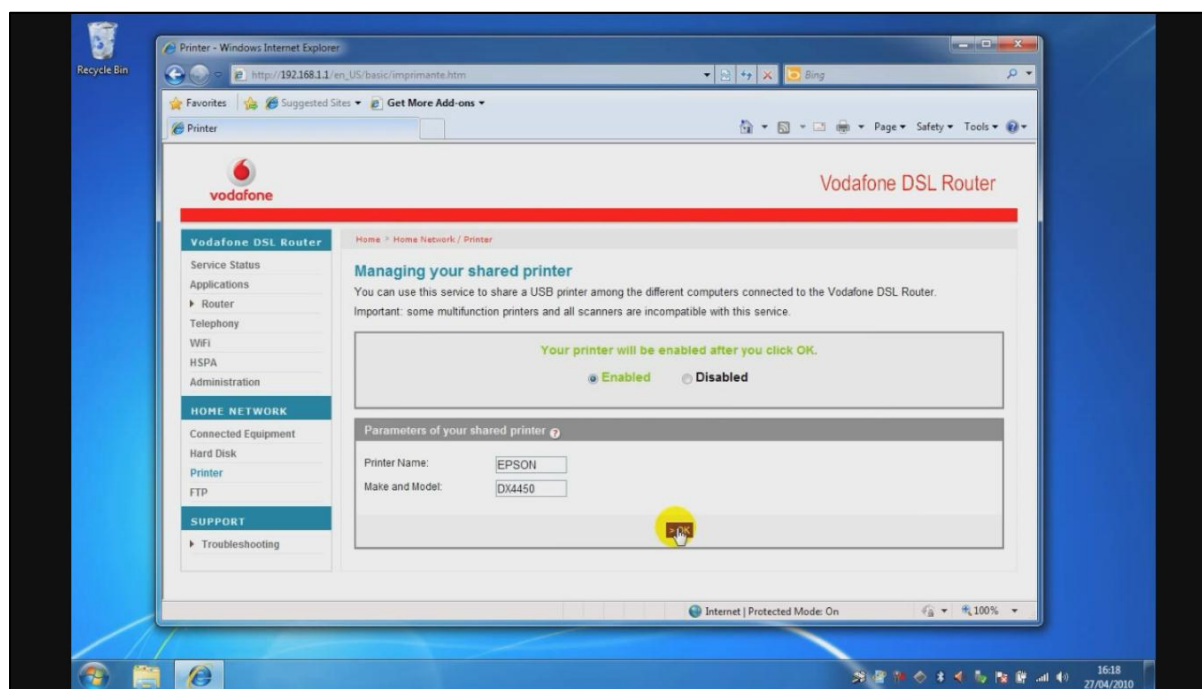 Recycle Bin
Printer - Windows Internet Explorer
http://192.168.1.1/en_US/basic/imprimante.htm
Bing
Favorites Suggested Sites Get More Add-ons
Printer
Page Safety Tools
vodafone
Vodafone DSL Router
Vodafone DSL Router
Service Status
Applications
Router
Telephony
WiFi
HSPA
Administration
HOME NETWORK
Connected Equipment
Hard Disk
Printer
FTP
SUPPORT
Troubleshooting
Home > Home Network / Printer
Managing your shared printer
You can use this service to share a USB printer among the different computers connected to the Vodafone DSL Router.
Important: some multifunction printers and all scanners are incompatible with this service.
Your printer will be enabled after you click OK.
Enabled Disabled
Parameters of your shared printer ?
Printer Name: EPSON
Make and Model: DX4450
> OK
Internet | Protected Mode: On
100%
16:18
27/04/2010